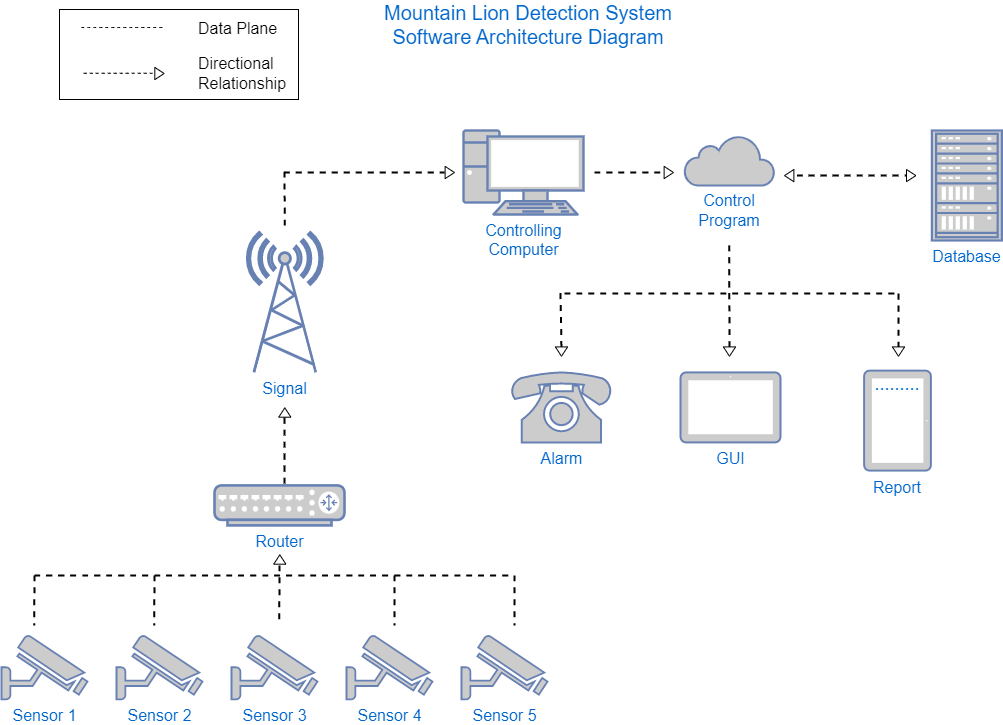 Mountain Lion Detection System
Software Architecture Diagram
Data Plane
Directional
Relationship
Controlling
Computer
Control
Program
Database
Signal
Alarm
GUI
Report
Router
Sensor 1
Sensor 2
Sensor 3
Sensor 4
Sensor 5